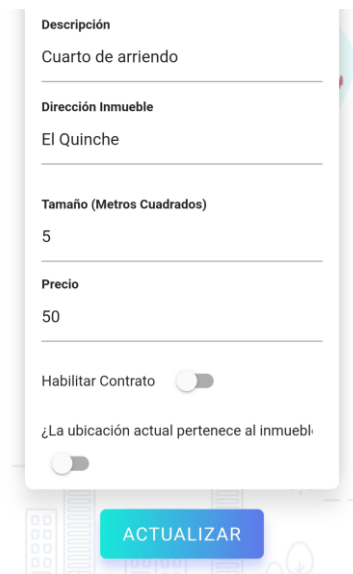 Descripción
Cuarto de arriendo
Dirección Inmueble
El Quinche
Tamaño (Metros Cuadrados)
5
Precio
50
Habilitar Contrato
¿La ubicación actual pertenece al
ACTUALIZAR